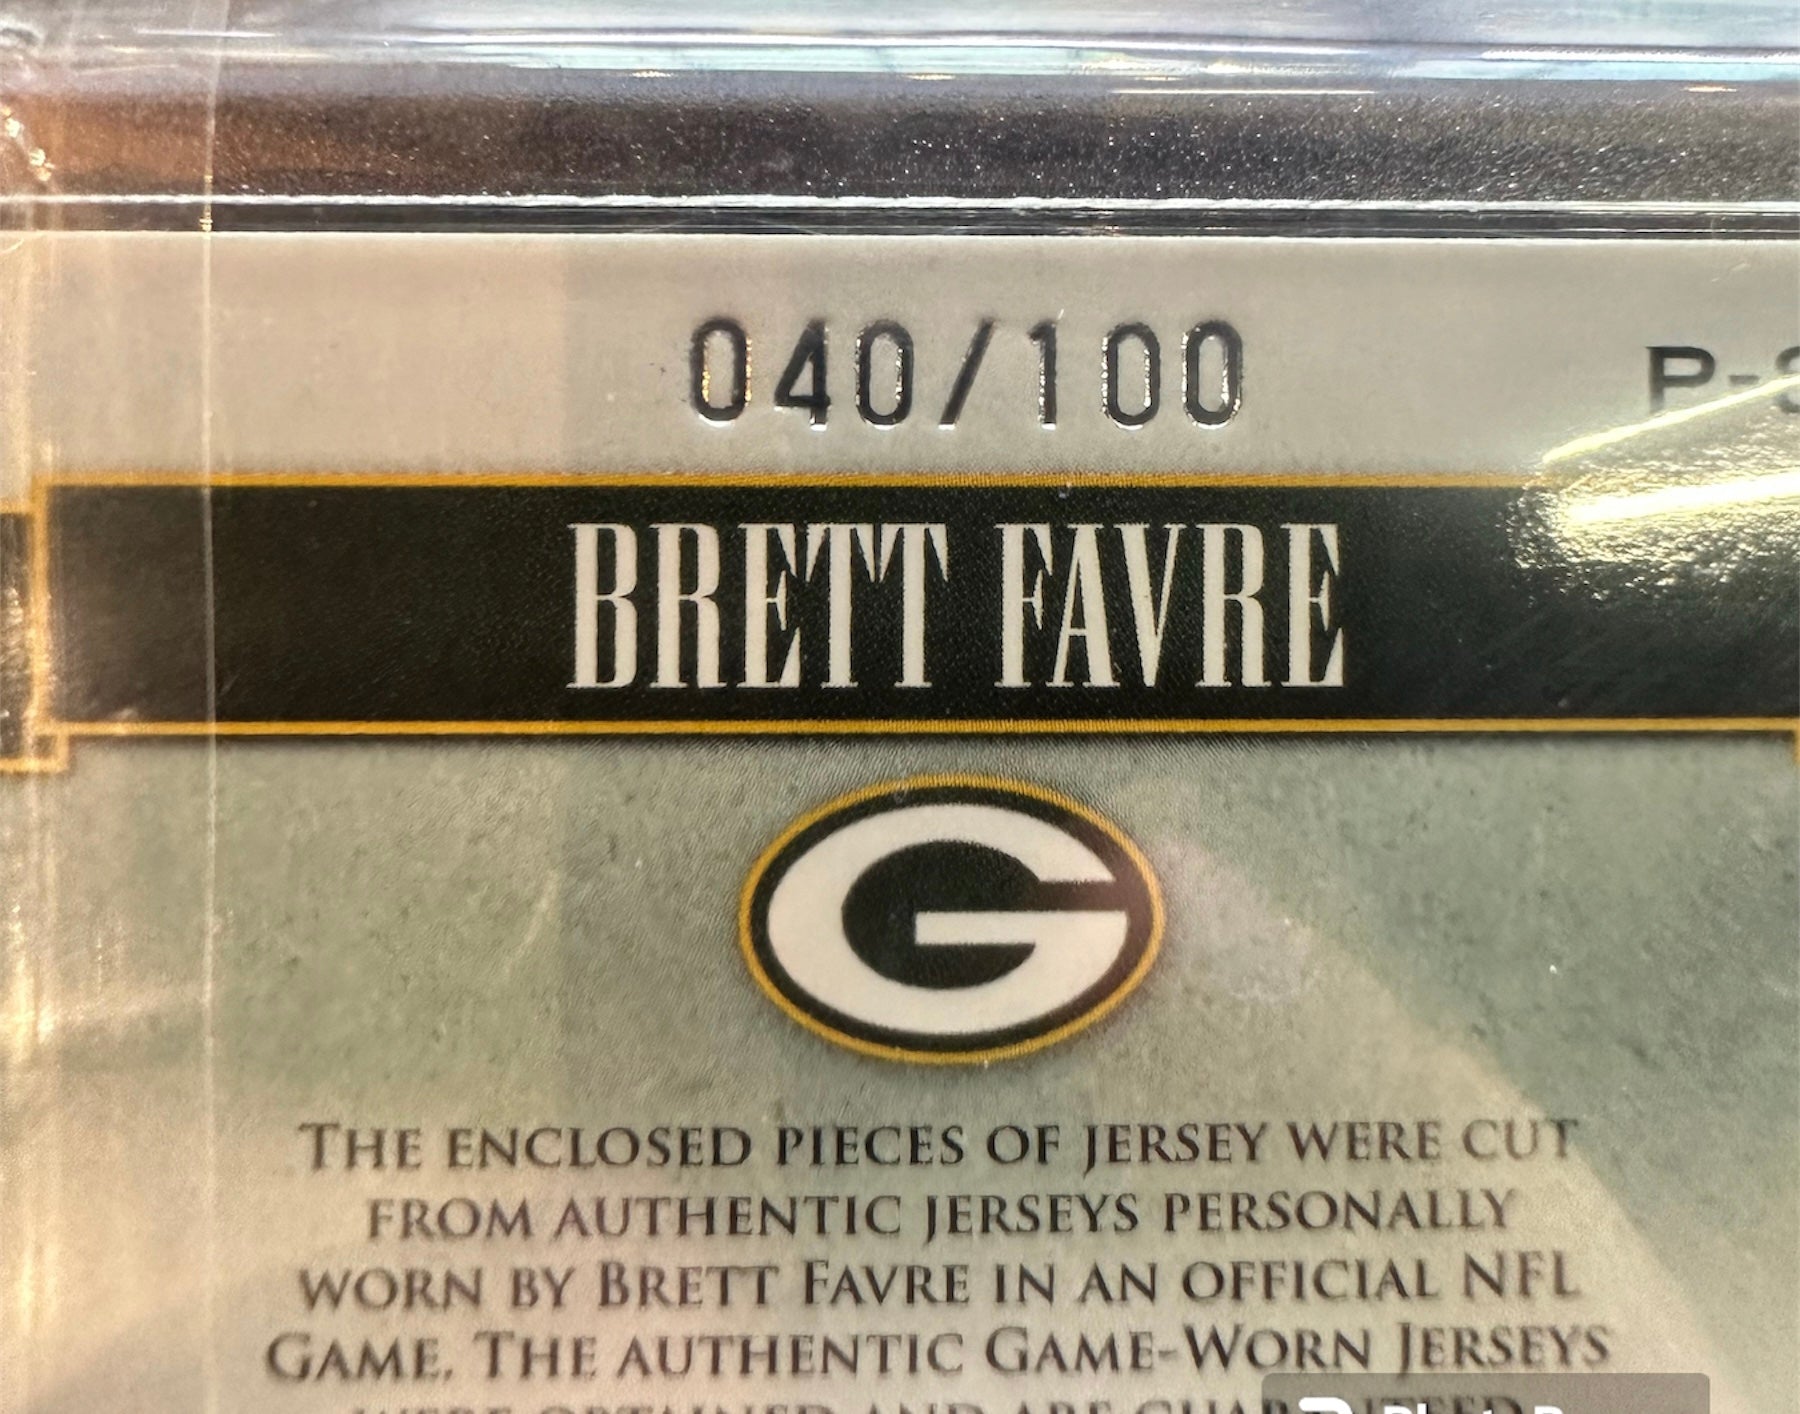 040/100
BRETT FAVRE
G
THE ENCLOSED PIECES OF JERSEY WERE CUT
FROM AUTHENTIC JERSEYS PERSONALLY
WORN BY BRETT FAVRE IN AN OFFICIAL NFL
GAME. THE AUTHENTIC GAME-WORN JERSEYS